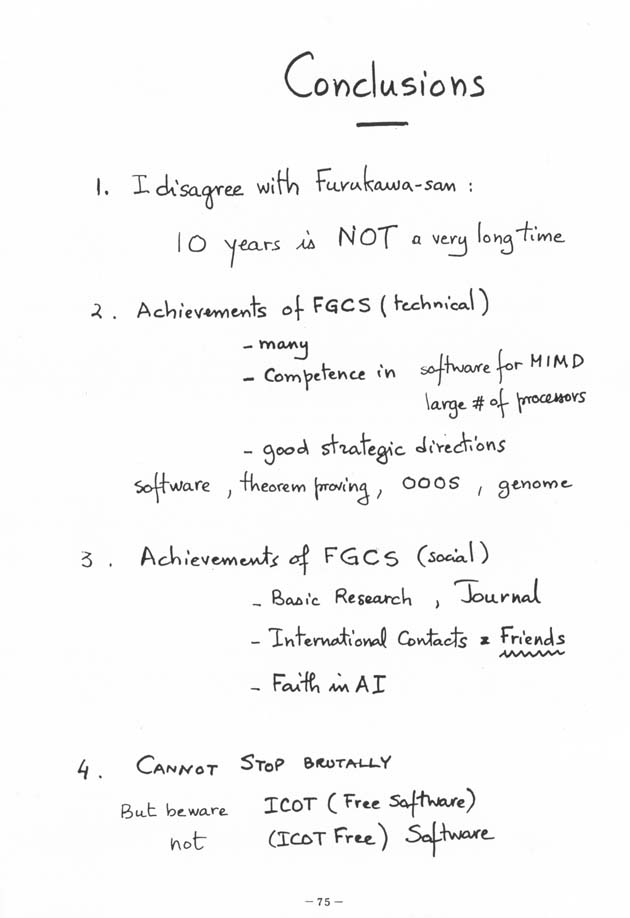 Conclusions
1. I disagree with Furukawa-san :
10 years is NOT a very long time
2. Achievements of FGCS (technical)
- many
- Competence in software for MIMD
large # of processors
- good strategic directions
software, theorem proving, OOOS, genome
3. Achievements of FGCS (social)
- Basic Research, Journal
- International Contacts & Friends
- Faith in AI
4. CANNOT STOP BRUTALLY
But beware ICOT (Free Software)
not (ICOT Free) Software
- 75 -